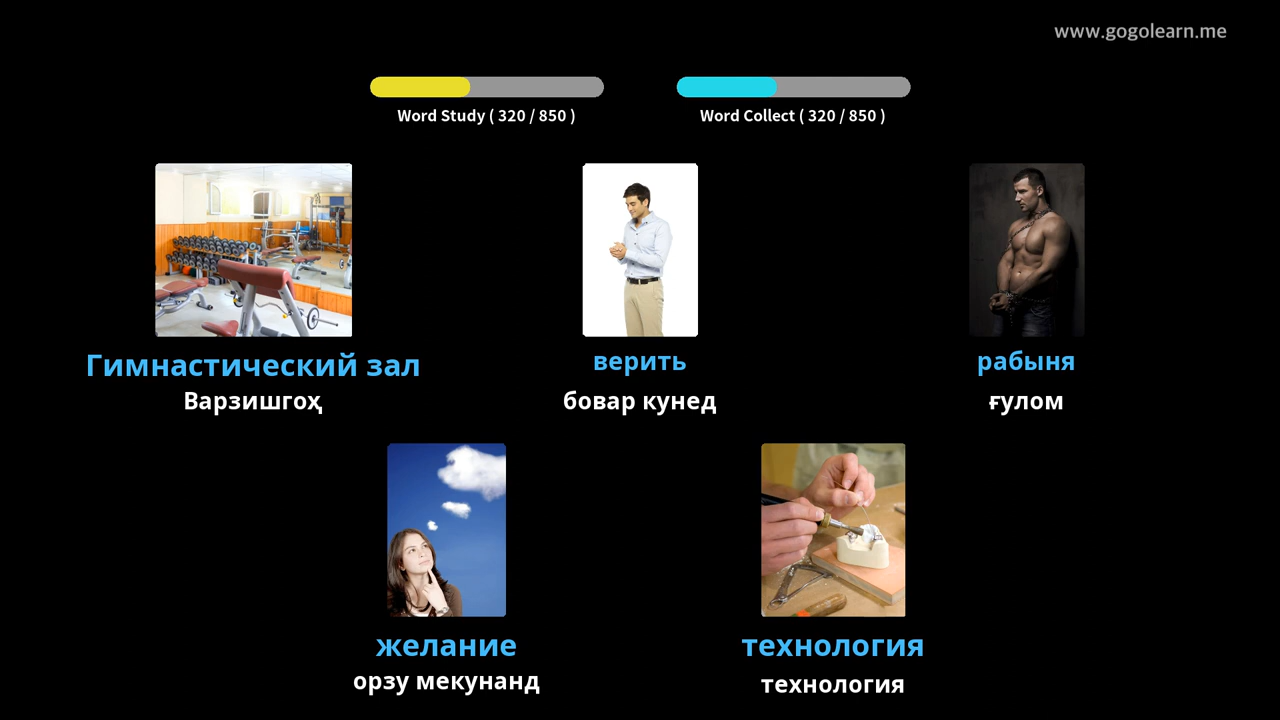 www.gogolearn.me
Word Study ( 320 / 850 )
Word Collect ( 320 / 850 )
Гимнастический зал
Варзишгоҳ
верить
бовар кунед
рабыня
ғулом
желание
орзу мекунанд
технология
технология